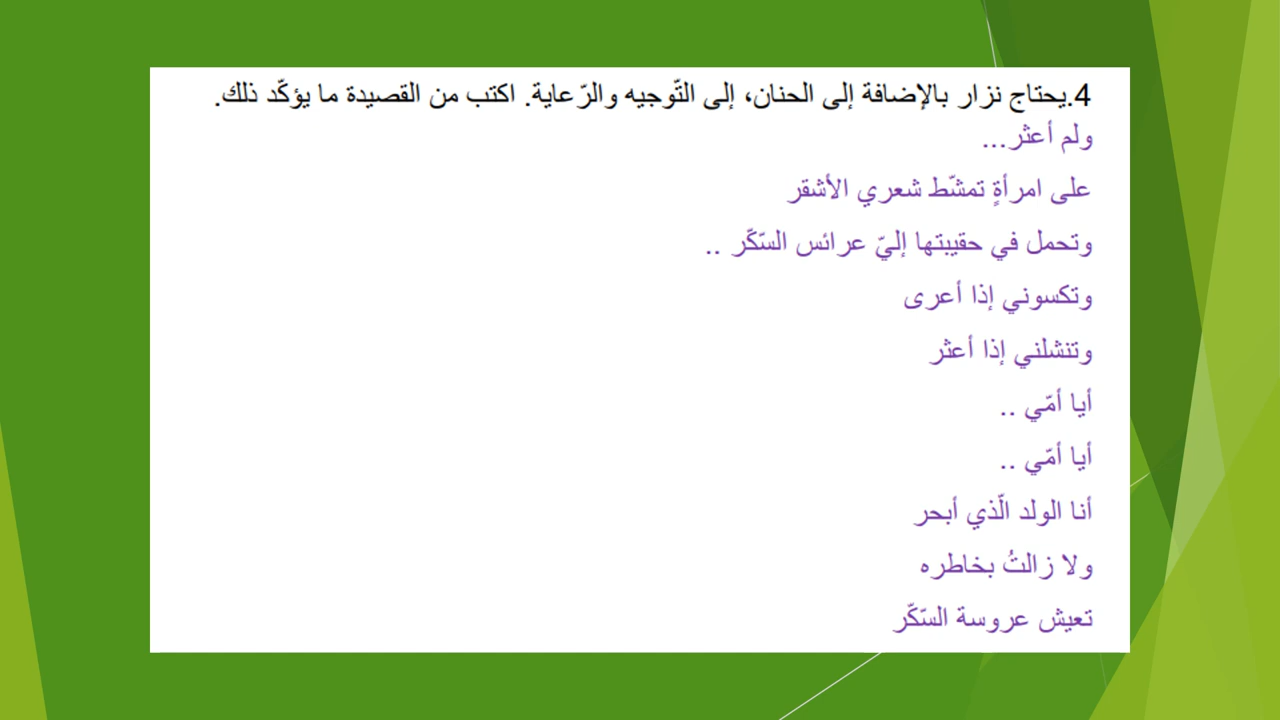 4.يحتاج نزار بالإضافة إلى الحنان، إلى التّوجيه والرّعاية. اكتب من القصيدة ما يؤكّد ذلك.
ولم أعثر...
على امرأةٍ تمشّط شعري الأشقر
وتحمل في حقيبتها إليّ عرائس السّكّر ..
وتكسوني إذا أعرى
وتنشلني إذا أعثر
أيا أمّي ..
أيا أمّي ..
أنا الولد الّذي أبحر
ولا زالتُ بخاطره
تعيش عروسة السّكّر